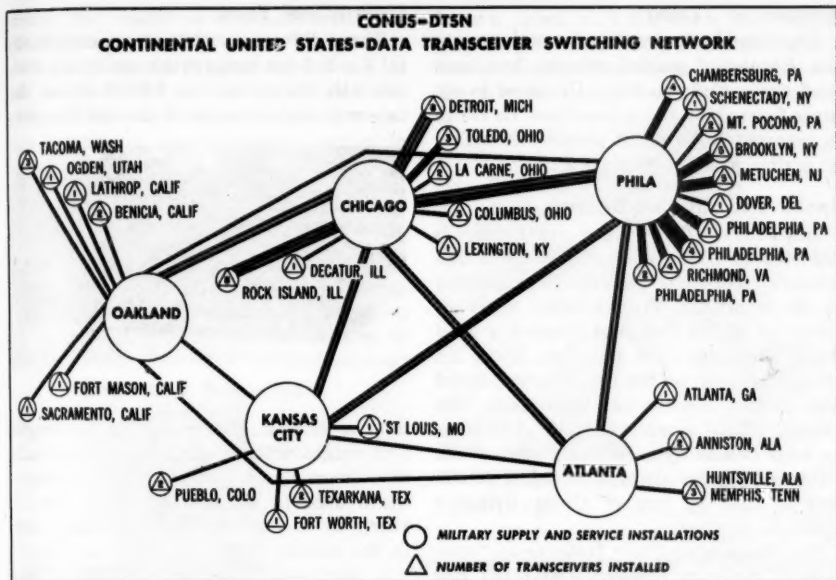 CONUS-DTSN
CONTINENTAL UNITED STATES-DATA TRANSCEIVER SWITCHING NETWORK
CHAMBERSBURG, PA
SCHENECTADY, NY
MT. POCONO, PA
BROOKLYN, NY
METUCHEN, NJ
DOVER, DEL
PHILADELPHIA, PA
PHILADELPHIA, PA
RICHMOND, VA
PHILADELPHIA, PA
PHILA
DETROIT, MICH
TOLEDO, OHIO
LA CARNE, OHIO
COLUMBUS, OHIO
LEXINGTON, KY
CHICAGO
DECATUR, ILL
ROCK ISLAND, ILL
TACOMA, WASH
OGDEN, UTAH
LATHROP, CALIF
BENICIA, CALIF
OAKLAND
FORT MASON, CALIF
SACRAMENTO, CALIF
KANSAS
CITY
ST LOUIS, MO
PUEBLO, COLO
TEXARKANA, TEX
FORT WORTH, TEX
ATLANTA
ATLANTA, GA
ANNISTON, ALA
HUNTSVILLE, ALA
MEMPHIS, TENN
MILITARY SUPPLY AND SERVICE INSTALLATIONS
NUMBER OF TRANSCEIVERS INSTALLED